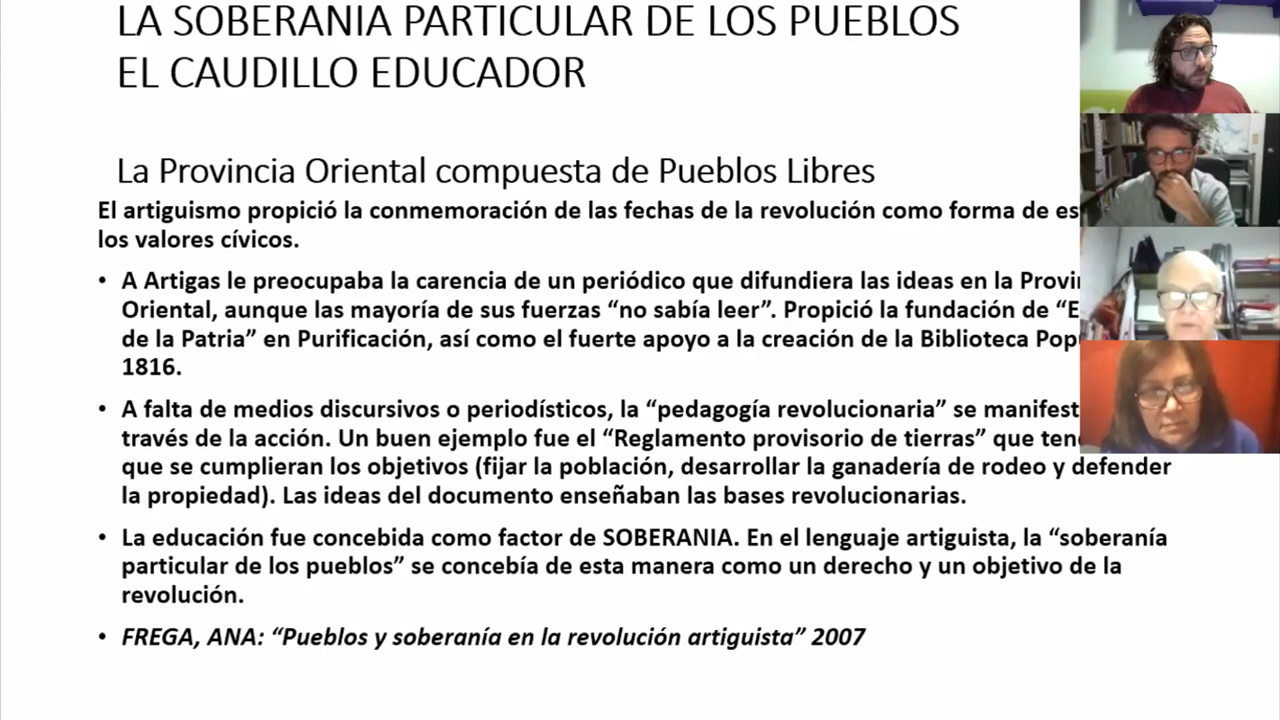 LA SOBERANIA PARTICULAR DE LOS PUEBLOS
EL CAUDILLO EDUCADOR
La Provincia Oriental compuesta de Pueblos Libres
El artiguismo propició la conmemoración de las fechas de la revolución como forma de
los valores cívicos.
• A Artigas le preocupaba la carencia de un periódico que difundiera las ideas en la
Oriental, aunque las mayoría de sus fuerzas “no sabía leer”. Propició la fundación de
de la Patria” en Purificación, así como el fuerte apoyo a la creación de la Biblioteca
1816.
• A falta de medios discursivos o periodísticos, la “pedagogía revolucionaria” se
través de la acción. Un buen ejemplo fue el “Reglamento provisorio de tierras” que
que se cumplieran los objetivos (fijar la población, desarrollar la ganadería de rodeo y defender
la propiedad). Las ideas del documento enseñaban las bases revolucionarias.
• La educación fue concebida como factor de SOBERANIA. En el lenguaje artiguista, la “soberanía
particular de los pueblos” se concebía de esta manera como un derecho y un objetivo de la
revolución.
• FREGA, ANA: “Pueblos y soberanía en la revolución artiguista” 2007